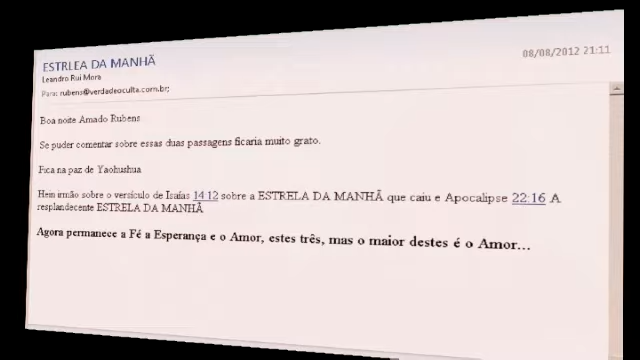 08/08/2012 21:11
ESTRLEA DA MANHÃ
Leandro Rui Mora
Para: rubens@verdadeoculta.com.br;
Boa noite Amado Rubens
Se puder comentar sobre essas duas passagens ficaria muito grato.
Fica na paz de Yaohushua
Hein irmão sobre o versículo de Isaías 14:12 sobre a ESTRELA DA MANHÃ que caiu e Apocalipse 22:16 A
resplandecente ESTRELA DA MANHÃ
Agora permanece a Fé a Esperança e o Amor, estes três, mas o maior destes é o Amor...